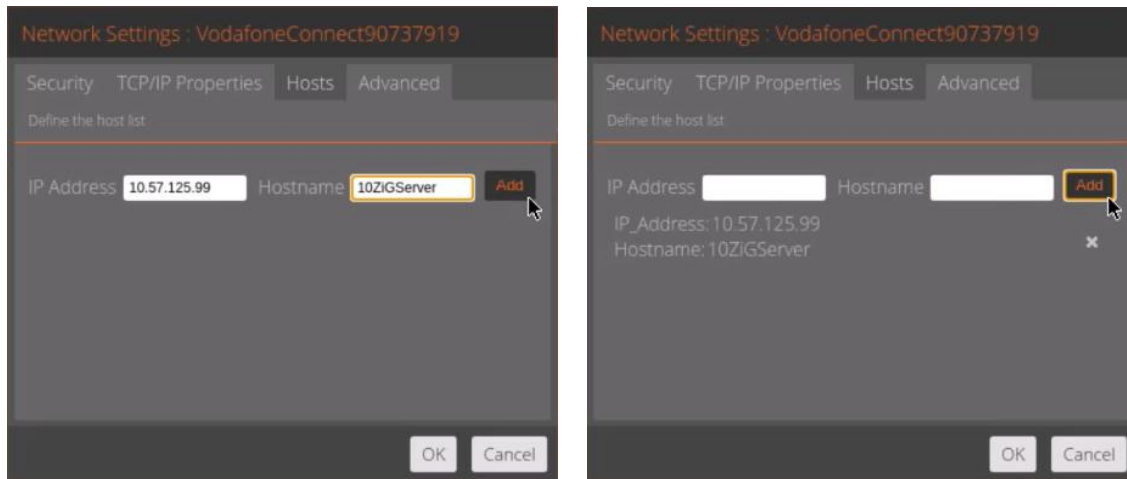 Network Settings : VodafoneConnect90737919
Security TCP/IP Properties Hosts Advanced
Define the host list
IP Address 10.57.125.99 Hostname 10ZiGServer Add
OK Cancel
Network Settings : VodafoneConnect90737919
Security TCP/IP Properties Hosts Advanced
Define the host list
IP Address Hostname Add
IP_Address: 10.57.125.99
Hostname: 10ZiGServer
OK Cancel